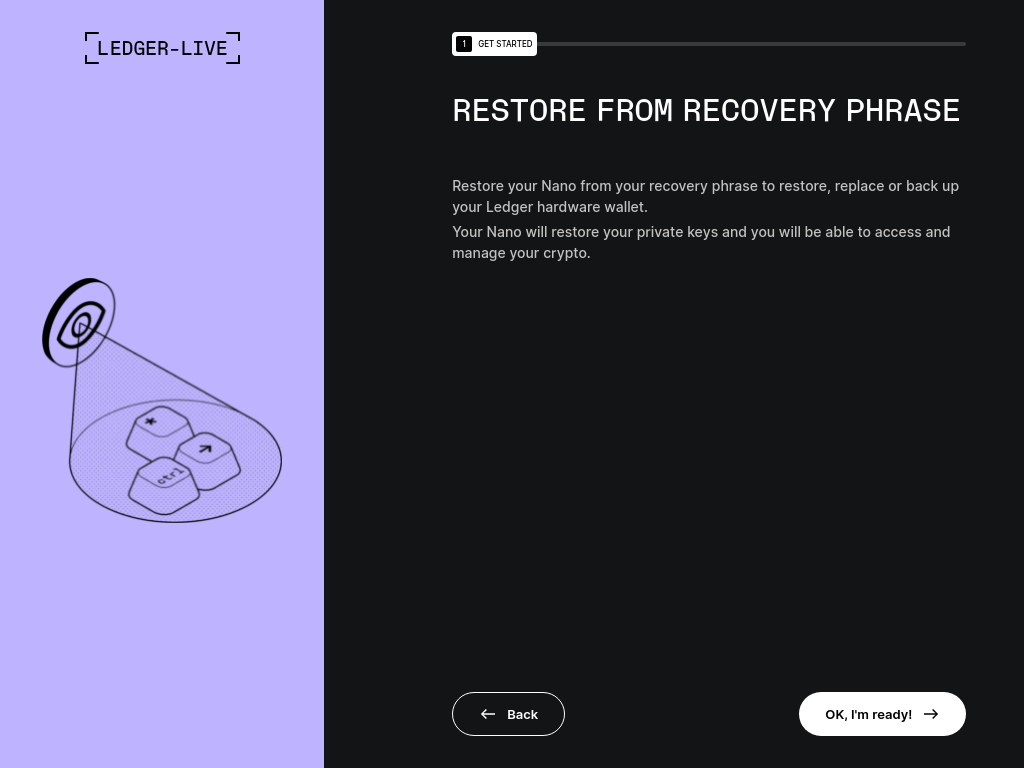 LEDGER-LIVE
1 GET STARTED
RESTORE FROM RECOVERY PHRASE
Restore your Nano from your recovery phrase to restore, replace or back up
your Ledger hardware wallet.
Your Nano will restore your private keys and you will be able to access and
manage your crypto.
*
ctrl
Back
OK, I'm ready!